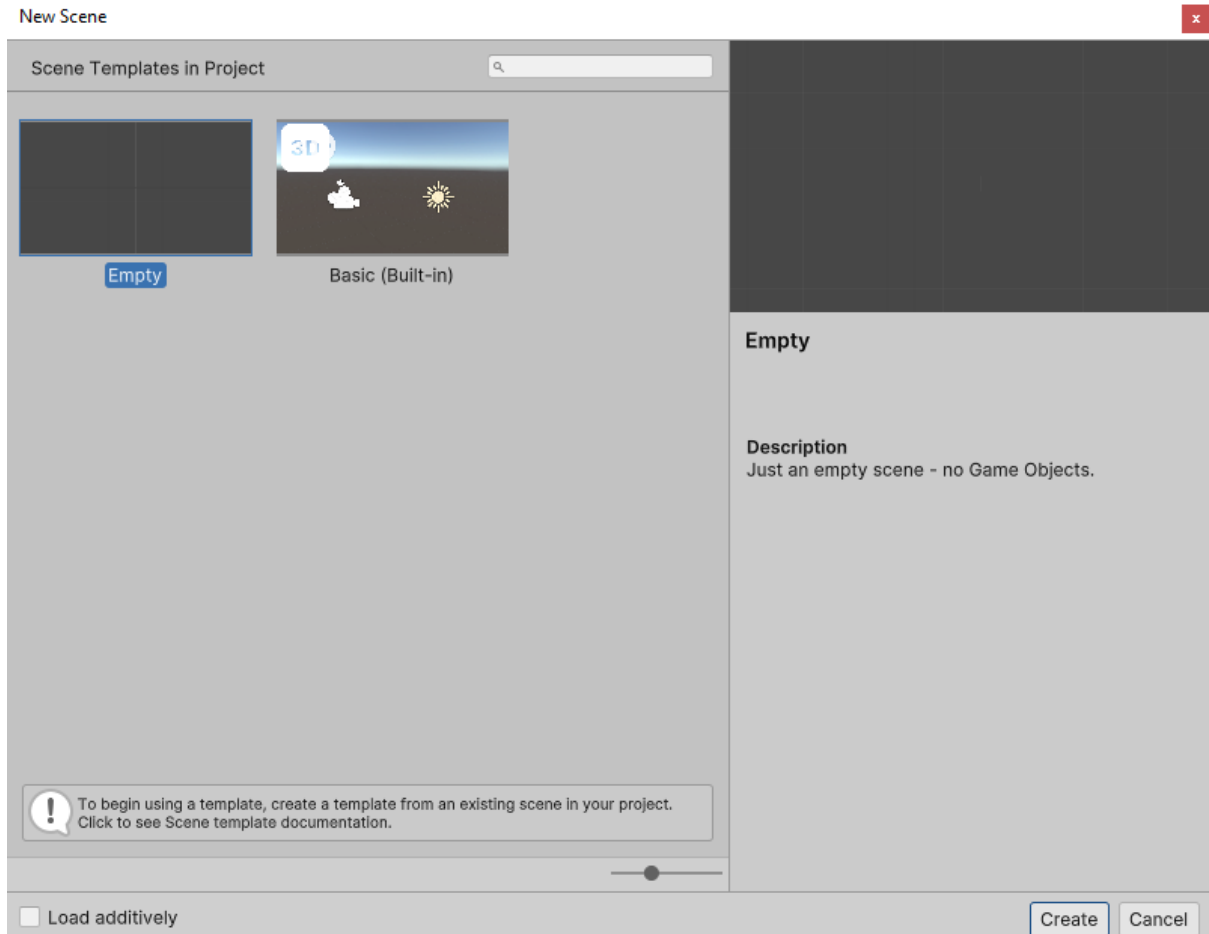 New Scene
x
Scene Templates in Project
3D
Empty
Basic (Built-in)
To begin using a template, create a template from an existing scene in your project.
Click to see Scene template documentation.
Load additively
Empty
Description
Just an empty scene - no Game Objects.
Create
Cancel